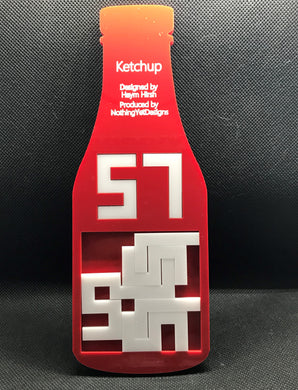 Ketchup
Designed by
Haym Hirsh
Produced by
NothingYetDesigns
57